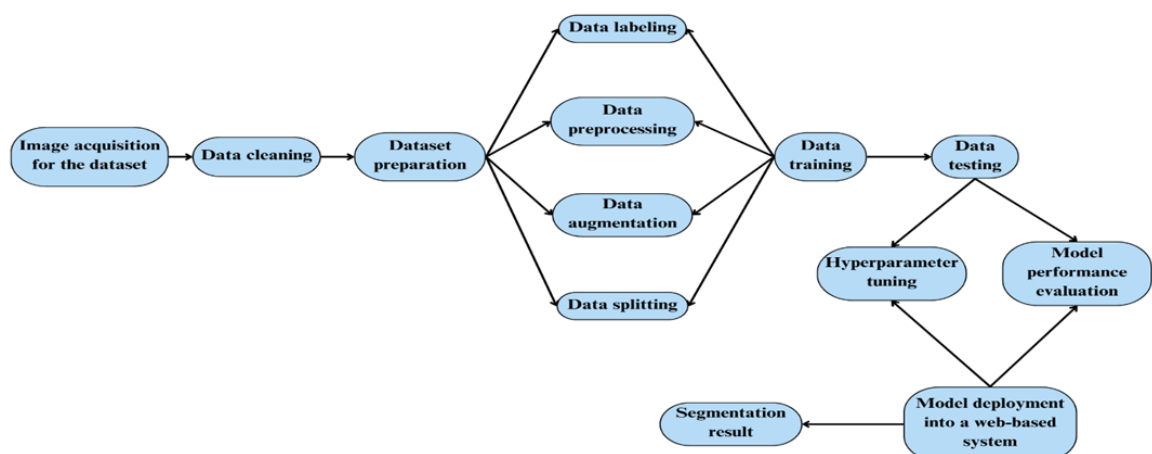 Image acquisition
for the dataset
Data cleaning
Dataset
preparation
Data labeling
Data
preprocessing
Data
augmentation
Data splitting
Data
training
Data
testing
Hyperparameter
tuning
Model
performance
evaluation
Model deployment
into a web-based
system
Segmentation
result